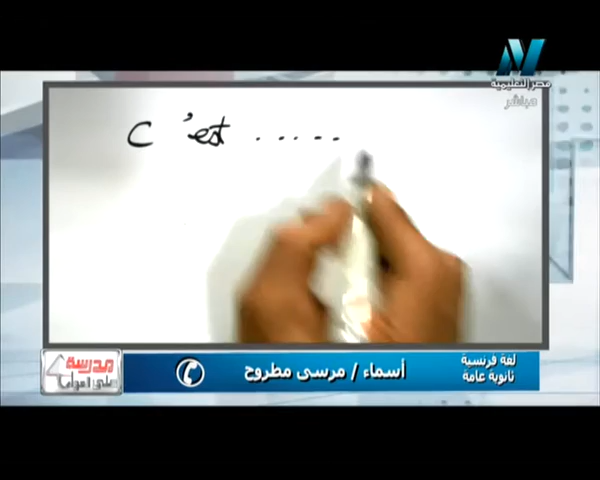 مصر التعليمية
مباشر
C'est .....
لغة فرنسية
ثانوية عامة
أسماء / مرسى مطروح
مدرسة
على الهواء